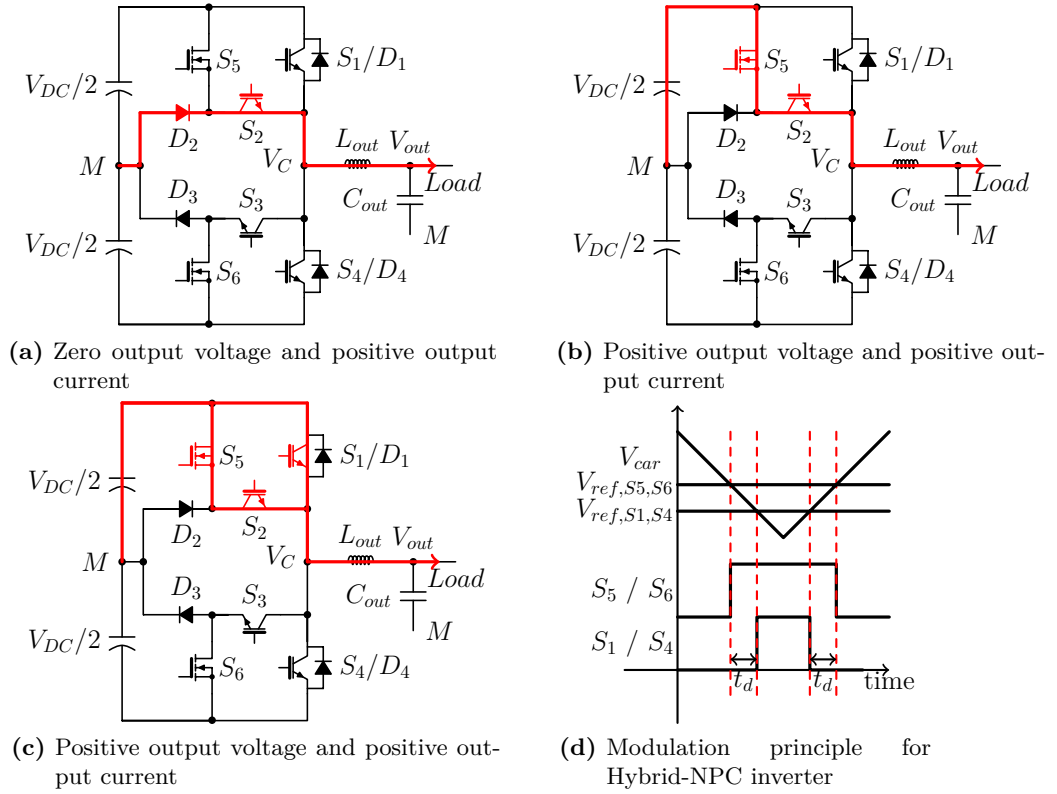 V_{DC}/2
S_5
S_1/D_1
D_2
S_2
M
V_C
L_{out}
V_{out}
Load
D_3
S_3
C_{out}
M
V_{DC}/2
S_6
S_4/D_4
(a) Zero output voltage and positive output
current
V_{DC}/2
S_5
S_1/D_1
D_2
S_2
M
V_C
L_{out}
V_{out}
Load
D_3
S_3
C_{out}
M
V_{DC}/2
S_6
S_4/D_4
(b) Positive output voltage and positive out-
put current
V_{DC}/2
S_5
S_1/D_1
D_2
S_2
M
V_C
L_{out}
V_{out}
Load
D_3
S_3
C_{out}
M
V_{DC}/2
S_6
S_4/D_4
(c) Positive output voltage and positive out-
put current
V_{car}
V_{ref,S5,S6}
V_{ref,S1,S4}
S_5 / S_6
S_1 / S_4
t_d
t_d
time
(d) Modulation principle for
Hybrid-NPC inverter